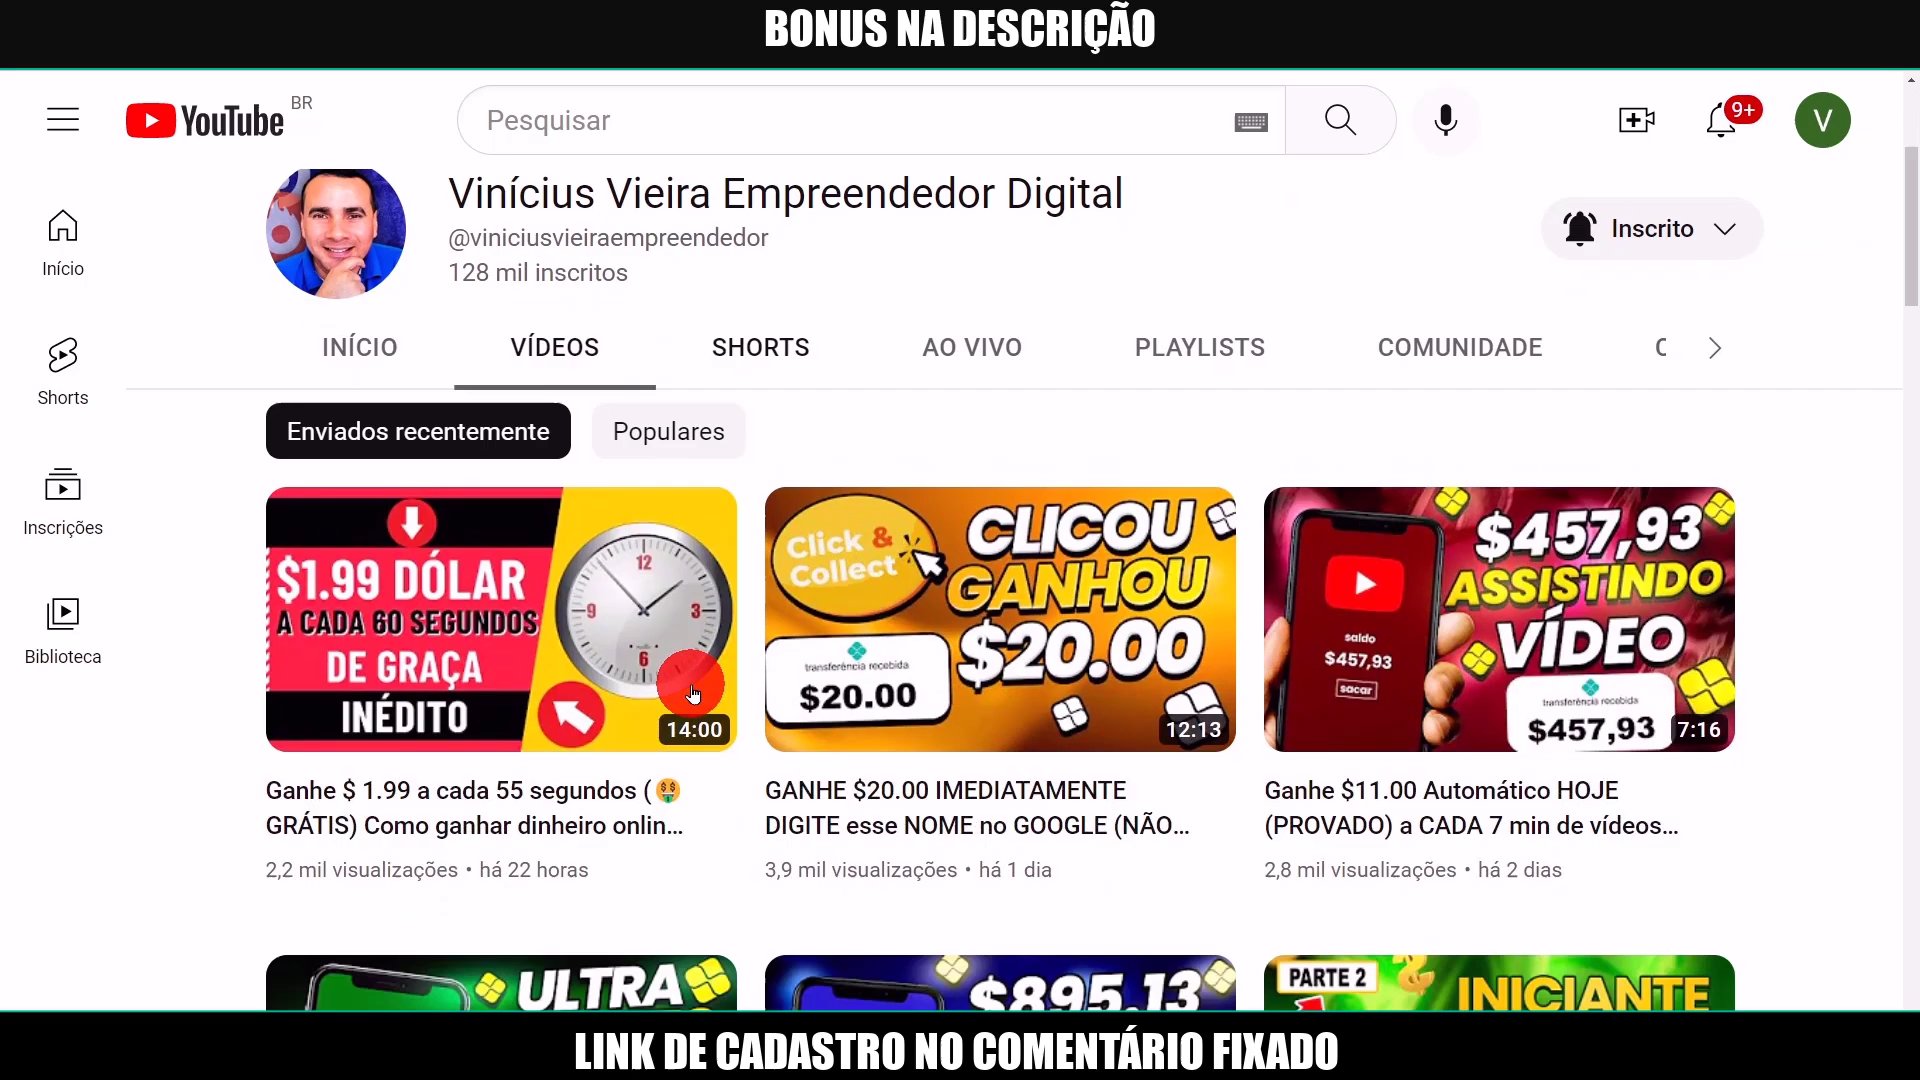 BONUS NA DESCRIÇÃO
YouTube BR
Pesquisar
9+
V
Vinícius Vieira Empreendedor Digital
@viniciusvieiraempreendedor
128 mil inscritos
Inscrito
Início
Shorts
Inscrições
Biblioteca
INÍCIO VÍDEOS SHORTS AO VIVO PLAYLISTS COMUNIDADE
Enviados recentemente Populares
$1.99 DÓLAR
A CADA 60 SEGUNDOS
DE GRAÇA
INÉDITO
12
3
6
9
14:00
Click &
Collect
CLICOU
GANHOU
$20.00
transferência recebida
$20.00
12:13
$457,93
ASSISTINDO
VÍDEO
saldo
$457,93
sacar
transferência recebida
$457,93
7:16
Ganhe $ 1.99 a cada 55 segundos (🤑
GRÁTIS) Como ganhar dinheiro onlin...
2,2 mil visualizações • há 22 horas
GANHE $20.00 IMEDIATAMENTE
DIGITE esse NOME no GOOGLE (NÃO...
3,9 mil visualizações • há 1 dia
Ganhe $11.00 Automático HOJE
(PROVADO) a CADA 7 min de vídeos...
2,8 mil visualizações • há 2 dias
ULTRA
$895,13
PARTE 2
INICIANTE
LINK DE CADASTRO NO COMENTÁRIO FIXADO